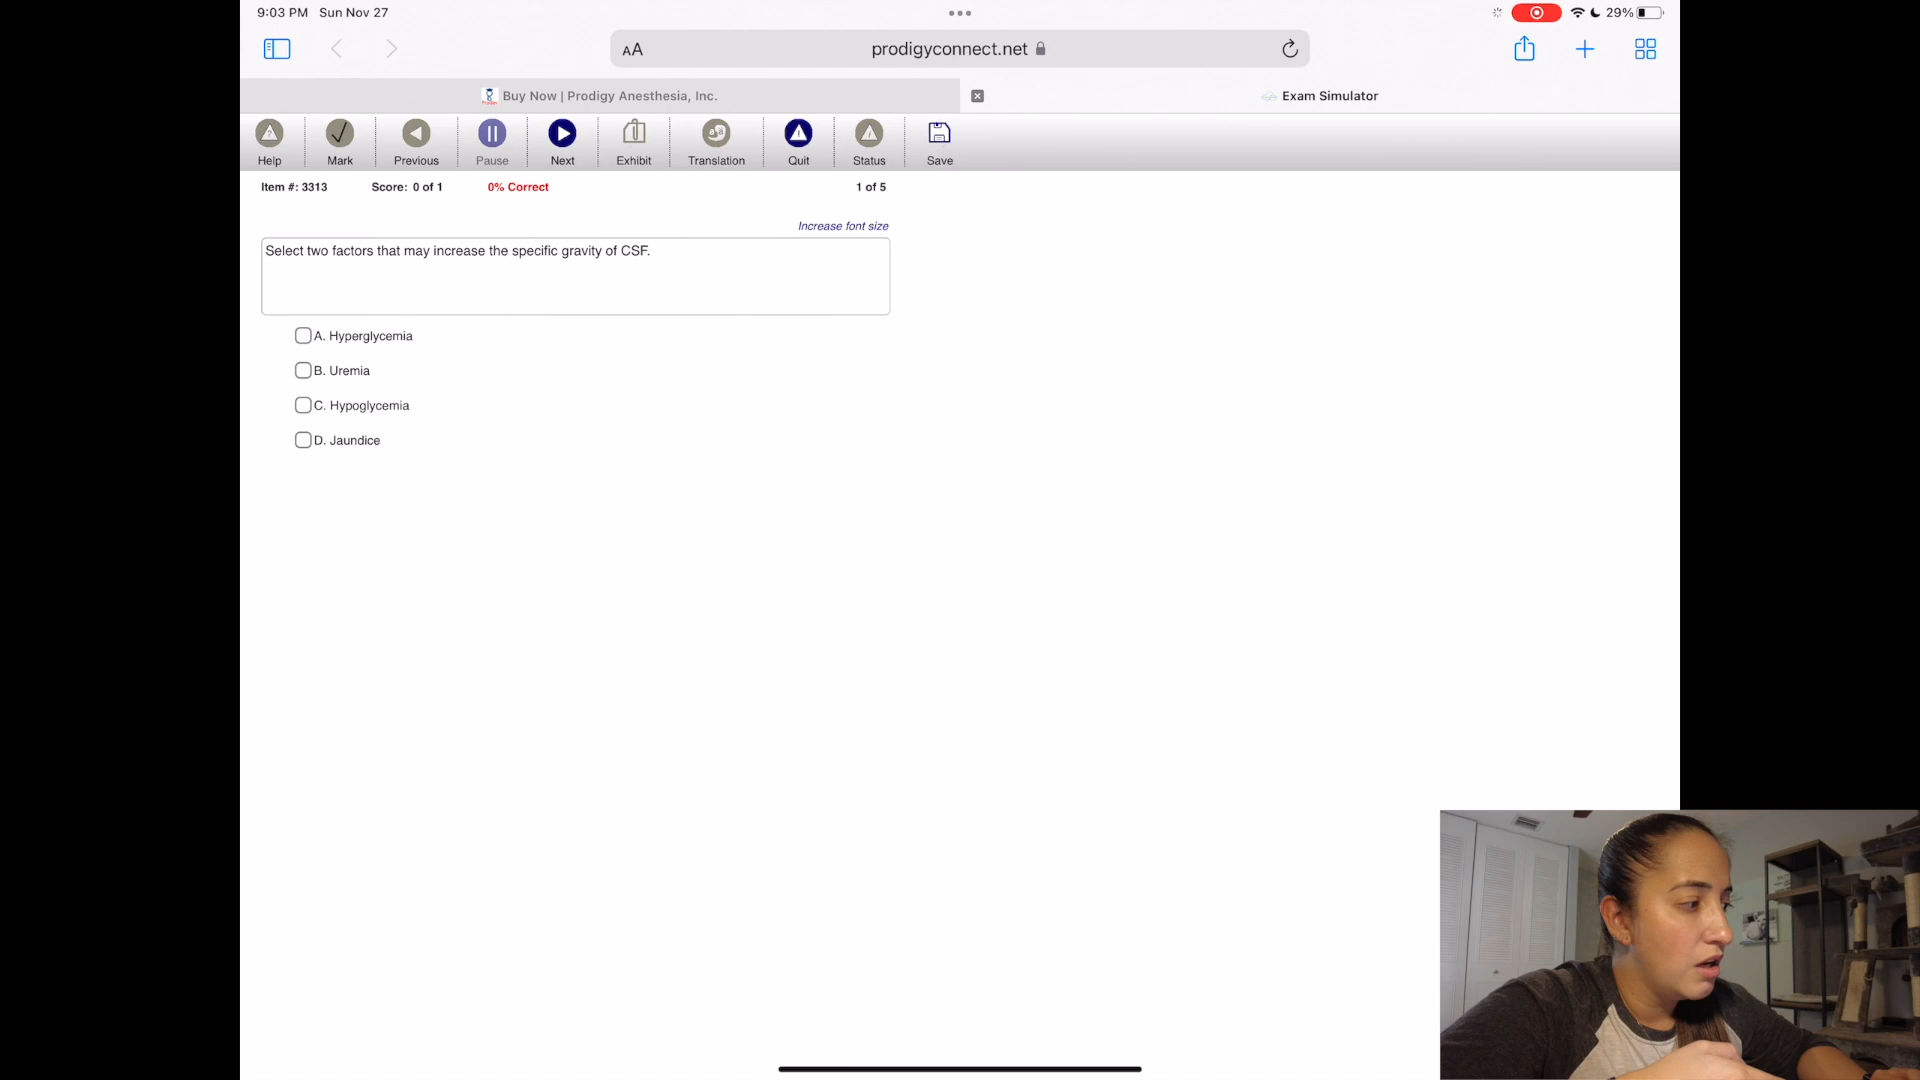 9:03 PM Sun Nov 27
29%
AA prodigyconnect.net
Buy Now | Prodigy Anesthesia, Inc.
Exam Simulator
Help Mark Previous Pause Next Exhibit Translation Quit Status Save
Item #: 3313 Score: 0 of 1 0% Correct 1 of 5
Increase font size
Select two factors that may increase the specific gravity of CSF.
A. Hyperglycemia
B. Uremia
C. Hypoglycemia
D. Jaundice